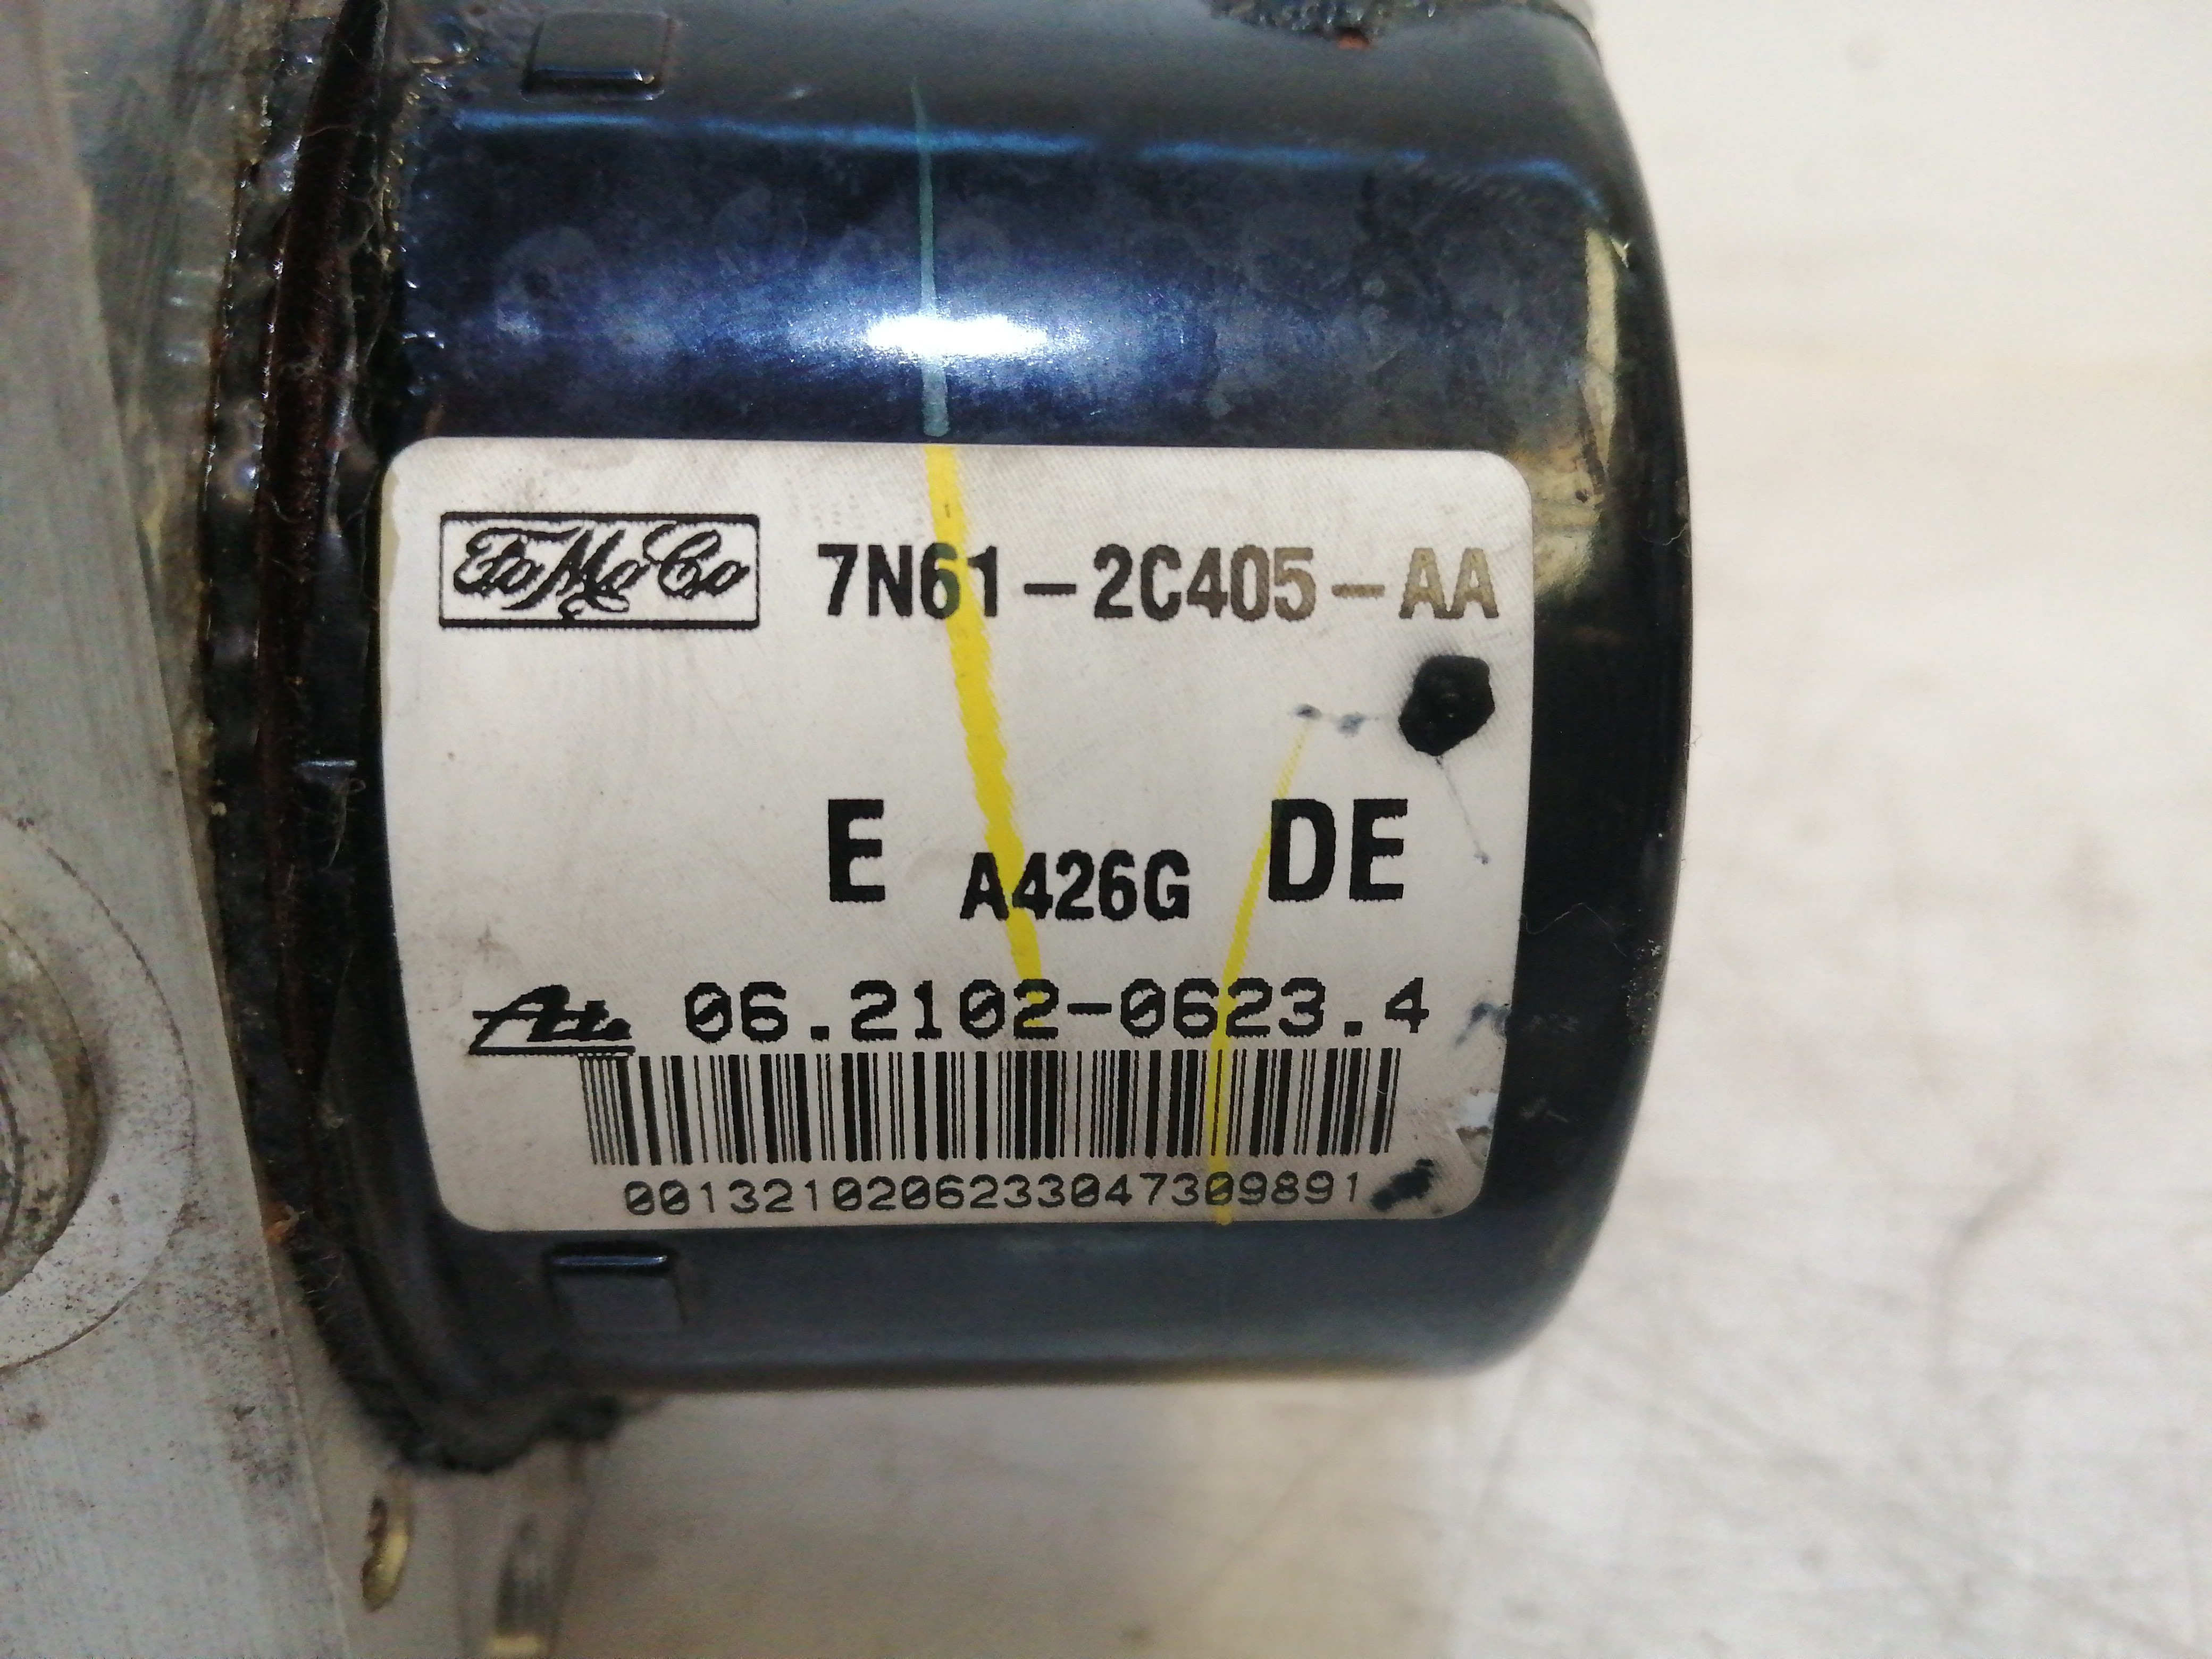 FoMoCo 7N61-2C405-AA
E A426G DE
Ate 06.2102-0623.4
0013210206233047309891